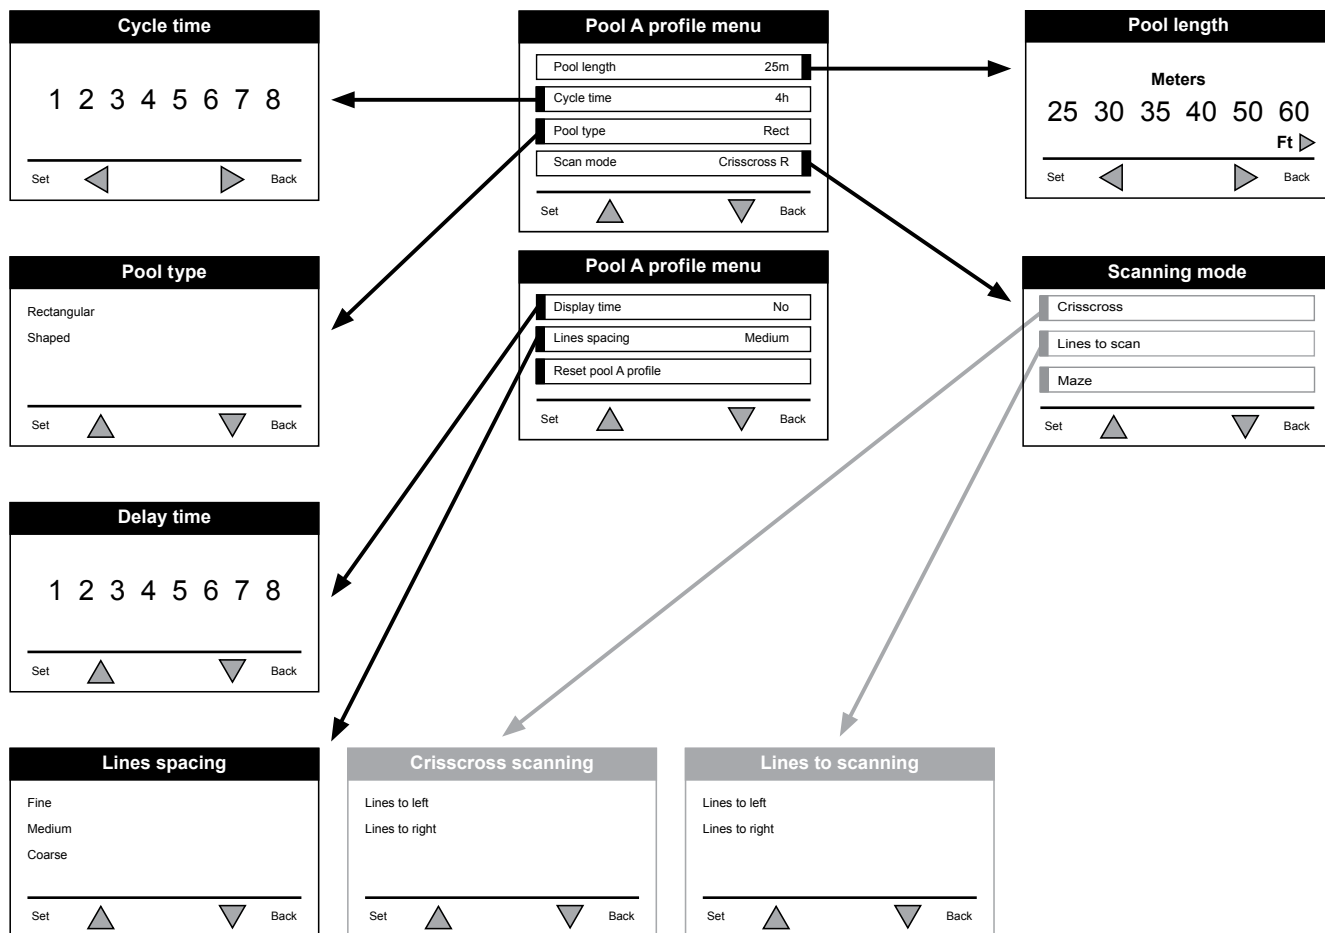 Cycle time
1 2 3 4 5 6 7 8
Set Back
Pool A profile menu
Pool length 25m
Cycle time 4h
Pool type Rect
Scan mode Crisscross R
Set Back
Pool length
Meters
25 30 35 40 50 60
Ft
Set Back
Pool type
Rectangular
Shaped
Set Back
Pool A profile menu
Display time No
Lines spacing Medium
Reset pool A profile
Set Back
Scanning mode
Crisscross
Lines to scan
Maze
Set Back
Delay time
1 2 3 4 5 6 7 8
Set Back
Lines spacing
Fine
Medium
Coarse
Set Back
Crisscross scanning
Lines to left
Lines to right
Set Back
Lines to scanning
Lines to left
Lines to right
Set Back